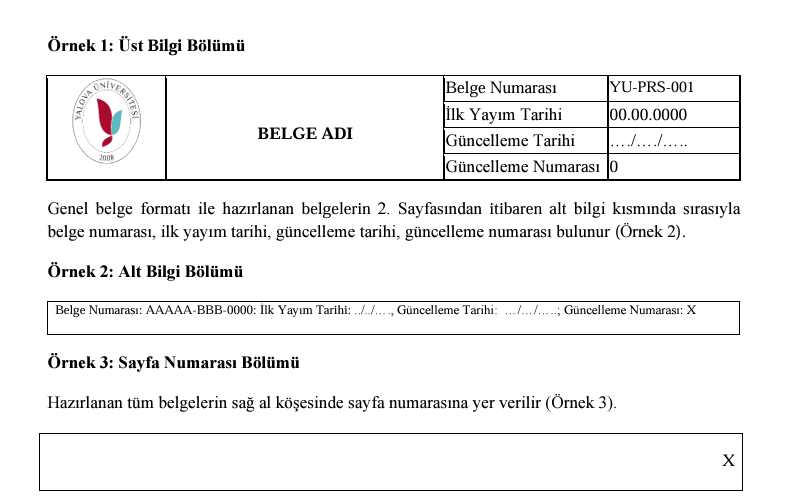 Örnek 1: Üst Bilgi Bölümü
YALOVA ÜNİVERSİTESİ
2008
BELGE ADI
Belge Numarası YU-PRS-001
İlk Yayım Tarihi 00.00.0000
Güncelleme Tarihi …./…./…..
Güncelleme Numarası 0
Genel belge formatı ile hazırlanan belgelerin 2. Sayfasından itibaren alt bilgi kısmında sırasıyla
belge numarası, ilk yayım tarihi, güncelleme tarihi, güncelleme numarası bulunur (Örnek 2).
Örnek 2: Alt Bilgi Bölümü
Belge Numarası: AAAAA-BBB-0000: İlk Yayım Tarihi: ../../…., Güncelleme Tarihi: …/…/…..; Güncelleme Numarası: X
Örnek 3: Sayfa Numarası Bölümü
Hazırlanan tüm belgelerin sağ al köşesinde sayfa numarasına yer verilir (Örnek 3).
X